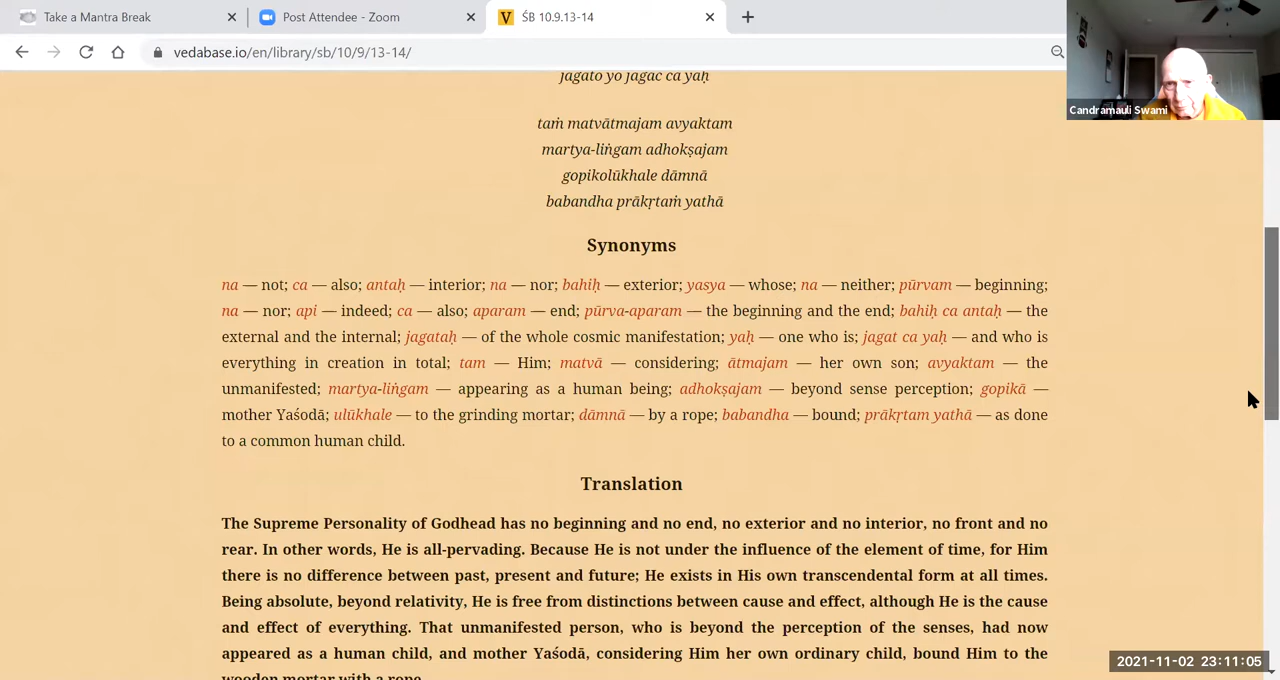 Take a Mantra Break
Post Attendee - Zoom
V ŚB 10.9.13-14
vedabase.io/en/library/sb/10/9/13-14/
Candramauli Swami
jagato yo jagac ca yaḥ
taṁ matvātmajam avyaktam
martya-liṅgam adhokṣajam
gopikolūkhale dāmnā
babandha prākṛtaṁ yathā
Synonyms
na — not; ca — also; antaḥ — interior; na — nor; bahiḥ — exterior; yasya — whose; na — neither; pūrvam — beginning;
na — nor; api — indeed; ca — also; aparam — end; pūrva-aparam — the beginning and the end; bahiḥ ca antaḥ — the
external and the internal; jagataḥ — of the whole cosmic manifestation; yaḥ — one who is; jagat ca yaḥ — and who is
everything in creation in total; tam — Him; matvā — considering; ātmajam — her own son; avyaktam — the
unmanifested; martya-liṅgam — appearing as a human being; adhokṣajam — beyond sense perception; gopikā —
mother Yaśodā; ulūkhale — to the grinding mortar; dāmnā — by a rope; babandha — bound; prākṛtam yathā — as done
to a common human child.
Translation
The Supreme Personality of Godhead has no beginning and no end, no exterior and no interior, no front and no
rear. In other words, He is all-pervading. Because He is not under the influence of the element of time, for Him
there is no difference between past, present and future; He exists in His own transcendental form at all times.
Being absolute, beyond relativity, He is free from distinctions between cause and effect, although He is the cause
and effect of everything. That unmanifested person, who is beyond the perception of the senses, had now
appeared as a human child, and mother Yaśodā, considering Him her own ordinary child, bound Him to the
wooden mortar with a rope.
2021-11-02 23:11:05